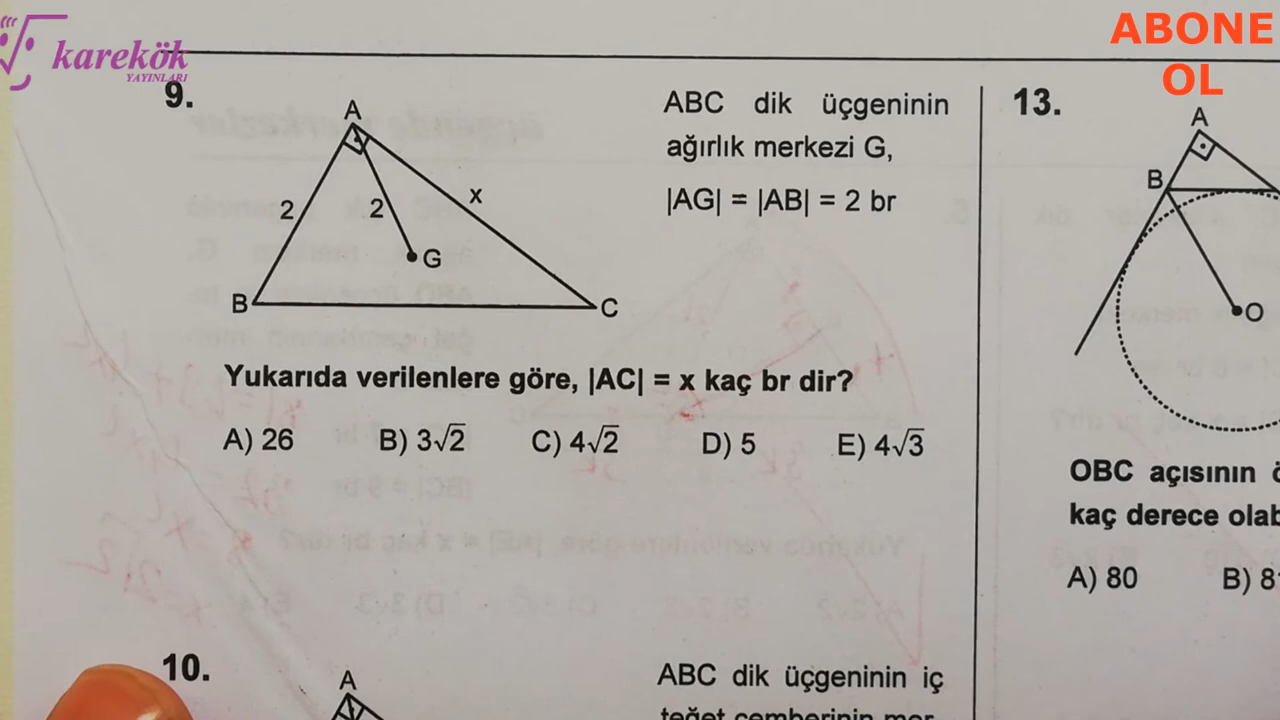 karekök
YAYINLARI
ABONE
OL
9.
A
2
2
x
G
B
C
ABC dik üçgeninin
ağırlık merkezi G,
|AG| = |AB| = 2 br
Yukarıda verilenlere göre, |AC| = x kaç br dir?
A) 26 B) 3√2 C) 4√2 D) 5 E) 4√3
10.
A
ABC dik üçgeninin iç
13.
A
B
O
OBC açısının
kaç derece olab
A) 80 B) 8